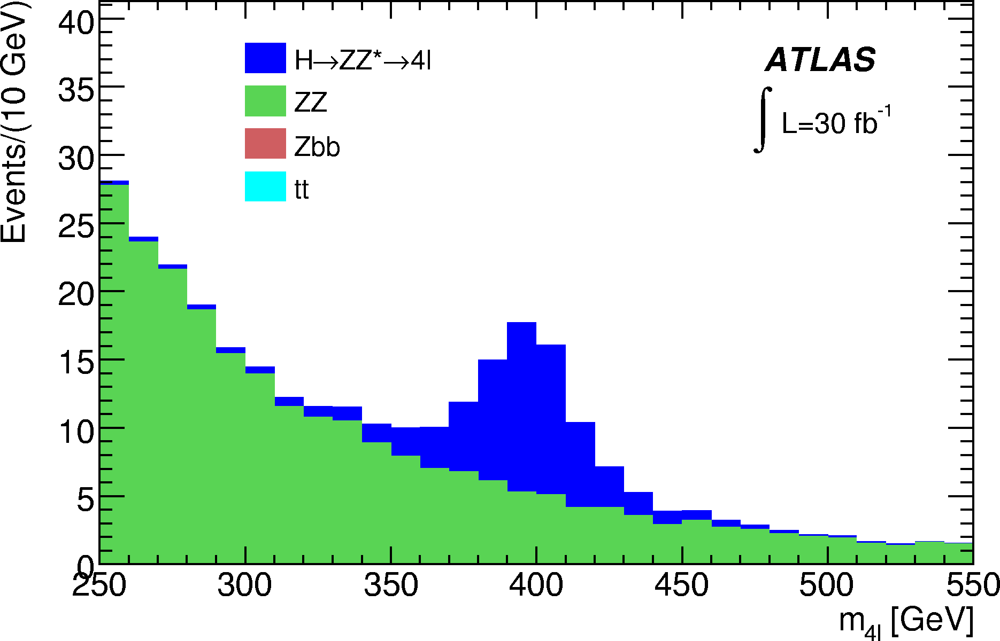 Events/(10 GeV)
40
35
30
25
20
15
10
5
0
H→ZZ*→4l
ZZ
Zbb
tt
ATLAS
∫ L=30 fb⁻¹
250 300 350 400 450 500 550
m₄ₗ [GeV]